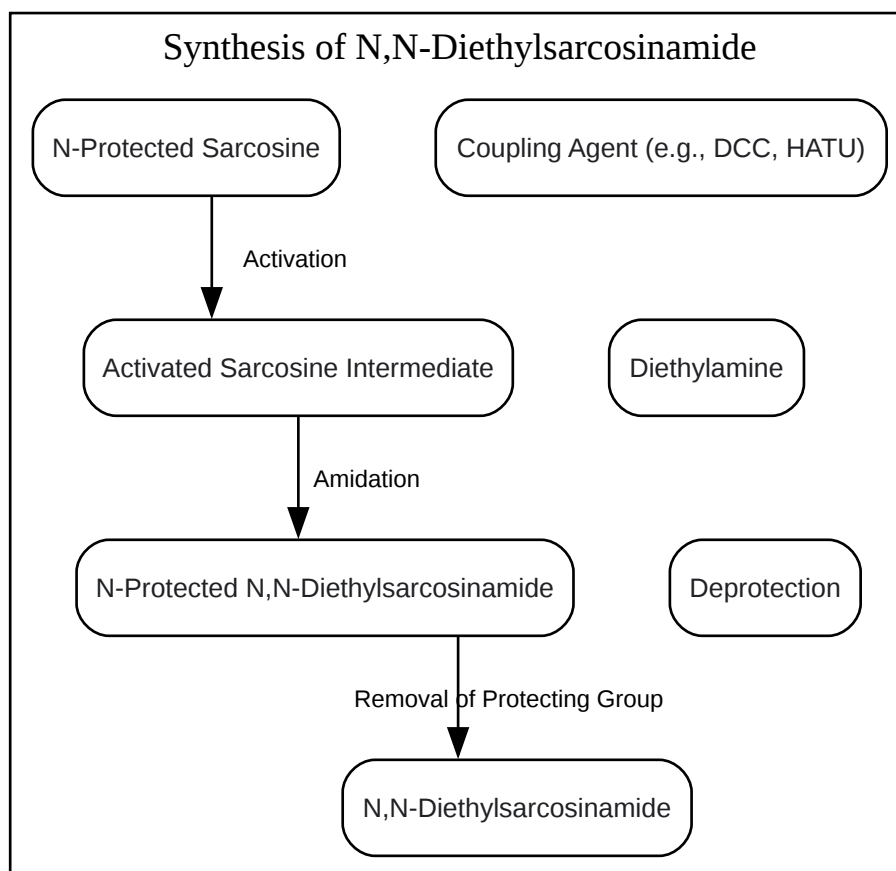 Synthesis of N,N-Diethylsarcosinamide
N-Protected Sarcosine
Coupling Agent (e.g., DCC, HATU)
Activation
Activated Sarcosine Intermediate
Diethylamine
Amidation
N-Protected N,N-Diethylsarcosinamide
Deprotection
Removal of Protecting Group
N,N-Diethylsarcosinamide